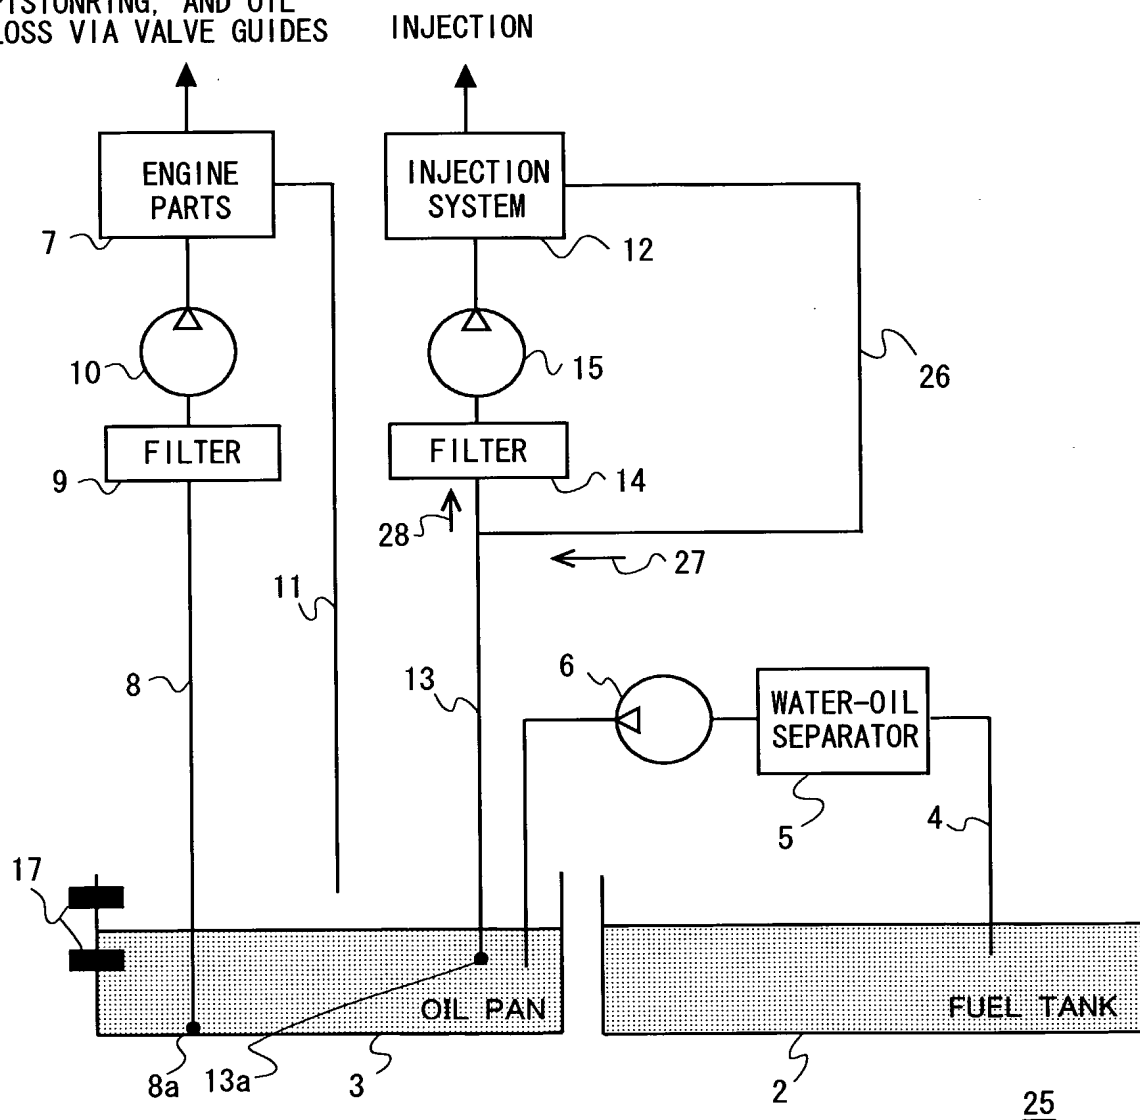 PISTONRING, AND OIL
LOSS VIA VALVE GUIDES
INJECTION
ENGINE
PARTS
INJECTION
SYSTEM
7
12
10
15
26
FILTER
FILTER
9
14
28
27
11
8
13
6
WATER-OIL
SEPARATOR
5
4
17
OIL PAN
FUEL TANK
8a
13a
3
2
25